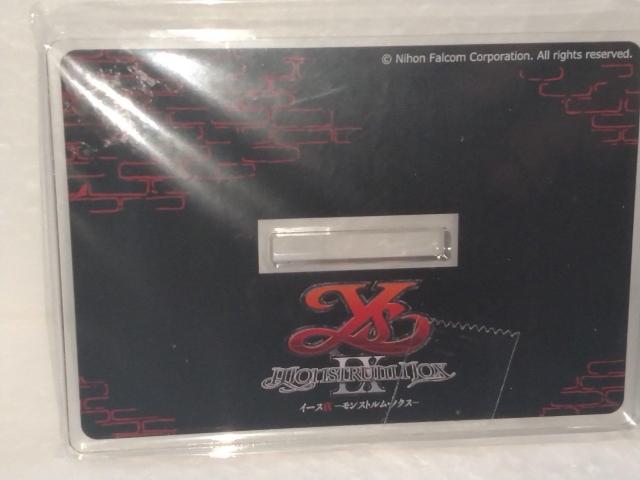 © Nihon Falcom Corporation. All rights reserved.
Ys
IX
Monstrum Nox
イースIX -モンストルム・ノクス-